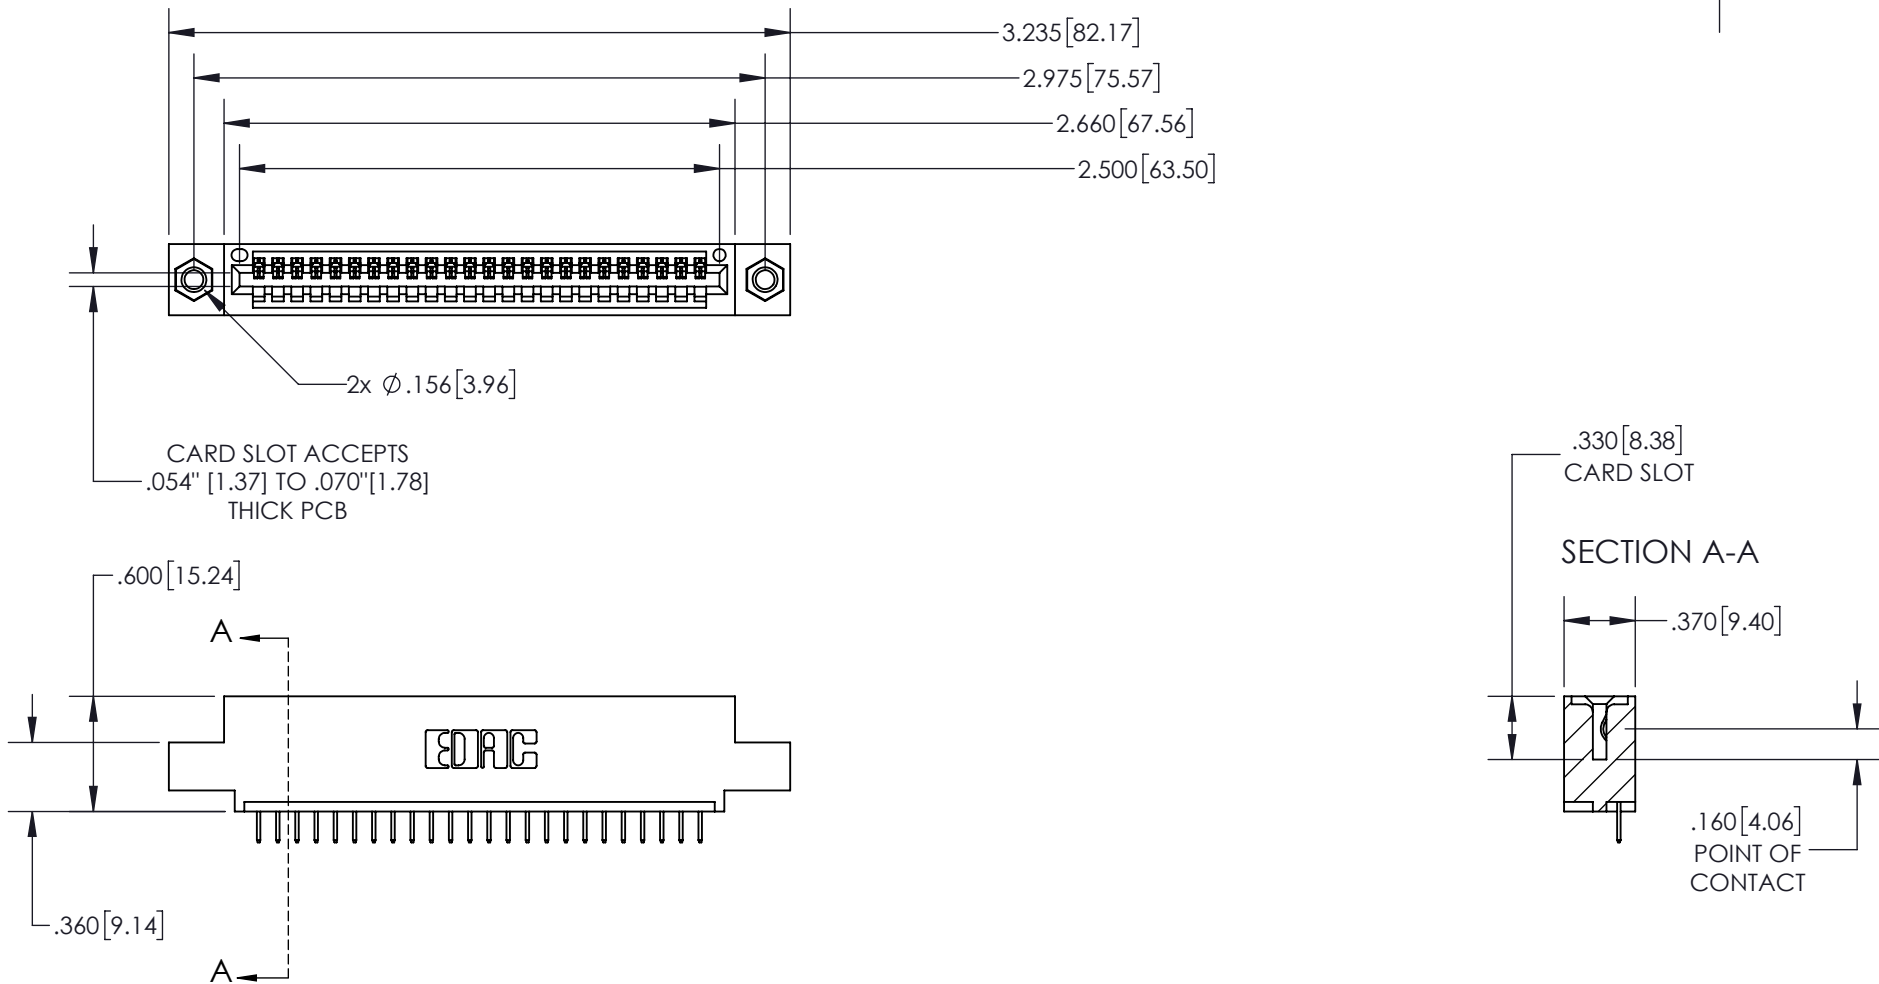 3.235[82.17]
2.975[75.57]
2.660[67.56]
2.500[63.50]
2x Ø.156[3.96]
CARD SLOT ACCEPTS
.054" [1.37] TO .070"[1.78]
THICK PCB
.330[8.38]
CARD SLOT
SECTION A-A
.600[15.24]
.370[9.40]
A
EDAC
.160[4.06]
POINT OF
CONTACT
.360[9.14]
A